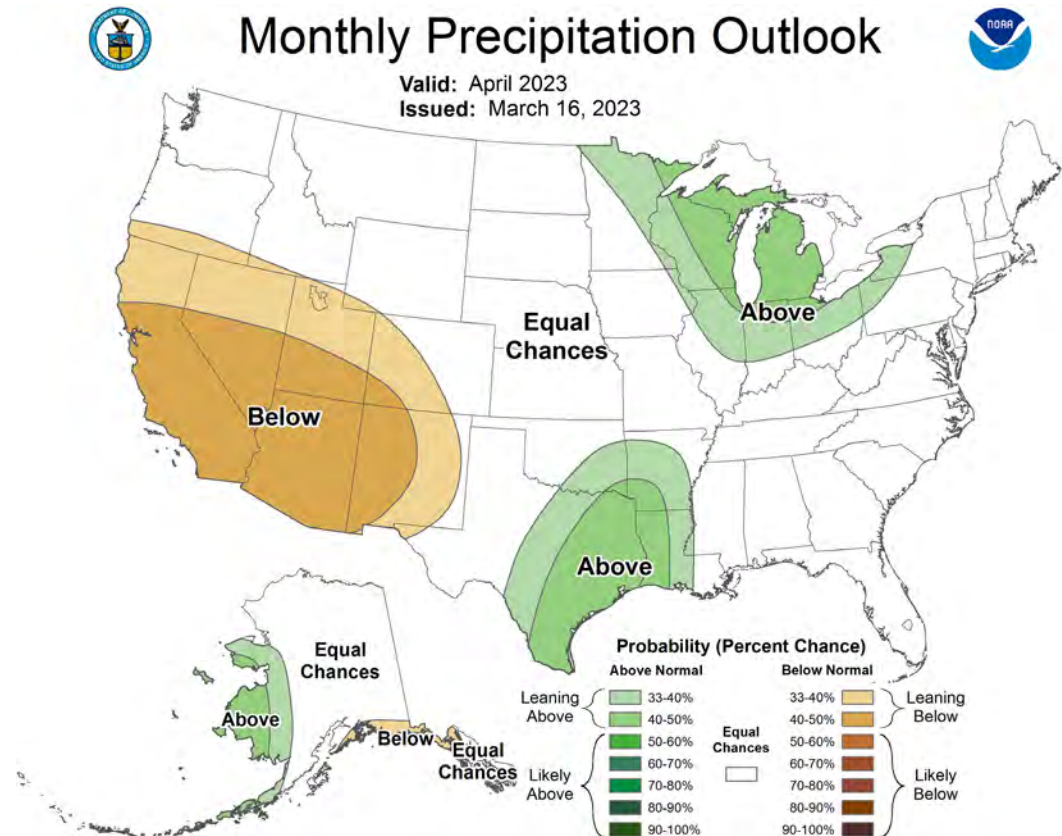 Monthly Precipitation Outlook
NOAA
Valid: April 2023
Issued: March 16, 2023
Above
Equal
Chances
Below
Above
Equal
Chances
Above
Below
Equal
Chances
Probability (Percent Chance)
Above Normal
Below Normal
Leaning
Above
33-40%
40-50%
Likely
Above
50-60%
60-70%
70-80%
80-90%
90-100%
Equal
Chances
33-40%
40-50%
Leaning
Below
50-60%
60-70%
70-80%
80-90%
90-100%
Likely
Below